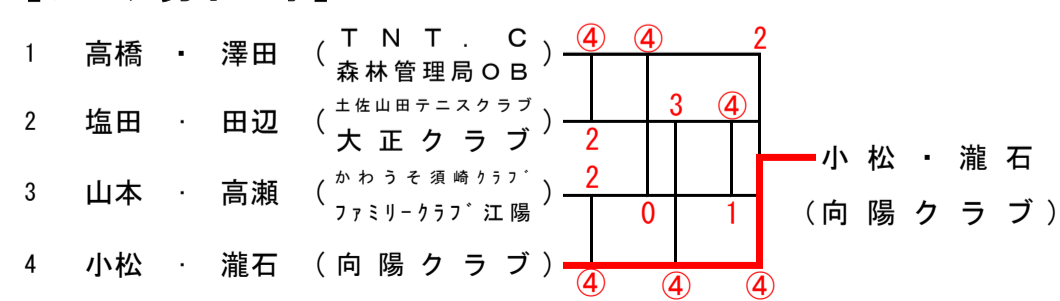 ④ ④ 2
1 高橋 ・ 澤田 (TNT.C
森林管理局OB)
2 塩田 ・ 田辺 (土佐山田テニスクラブ
大正クラブ)
3 ④
2
2
3 山本 ・ 高瀬 (かわうそ須崎クラブ
ファミリークラブ江陽)
0 1
4 小松 ・ 瀧石 (向陽クラブ)
④ ④ ④
小松・瀧石
(向陽クラブ)